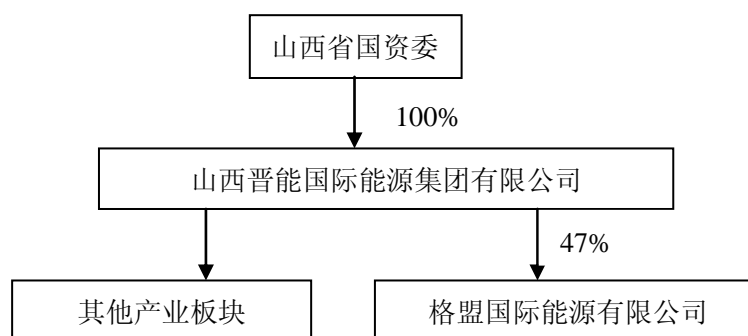 山西省国资委
100%
山西晋能国际能源集团有限公司
47%
其他产业板块
格盟国际能源有限公司